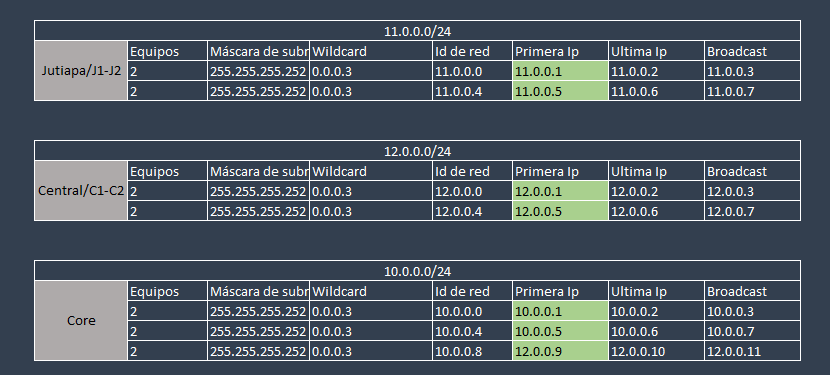 11.0.0.0/24
Jutiapa/J1-J2
Equipos Máscara de subr Wildcard Id de red Primera Ip Ultima Ip Broadcast
2 255.255.255.252 0.0.0.3 11.0.0.0 11.0.0.1 11.0.0.2 11.0.0.3
2 255.255.255.252 0.0.0.3 11.0.0.4 11.0.0.5 11.0.0.6 11.0.0.7
12.0.0.0/24
Central/C1-C2
Equipos Máscara de subr Wildcard Id de red Primera Ip Ultima Ip Broadcast
2 255.255.255.252 0.0.0.3 12.0.0.0 12.0.0.1 12.0.0.2 12.0.0.3
2 255.255.255.252 0.0.0.3 12.0.0.4 12.0.0.5 12.0.0.6 12.0.0.7
10.0.0.0/24
Core
Equipos Máscara de subr Wildcard Id de red Primera Ip Ultima Ip Broadcast
2 255.255.255.252 0.0.0.3 10.0.0.0 10.0.0.1 10.0.0.2 10.0.0.3
2 255.255.255.252 0.0.0.3 10.0.0.4 10.0.0.5 10.0.0.6 10.0.0.7
2 255.255.255.252 0.0.0.3 10.0.0.8 12.0.0.9 12.0.0.10 12.0.0.11